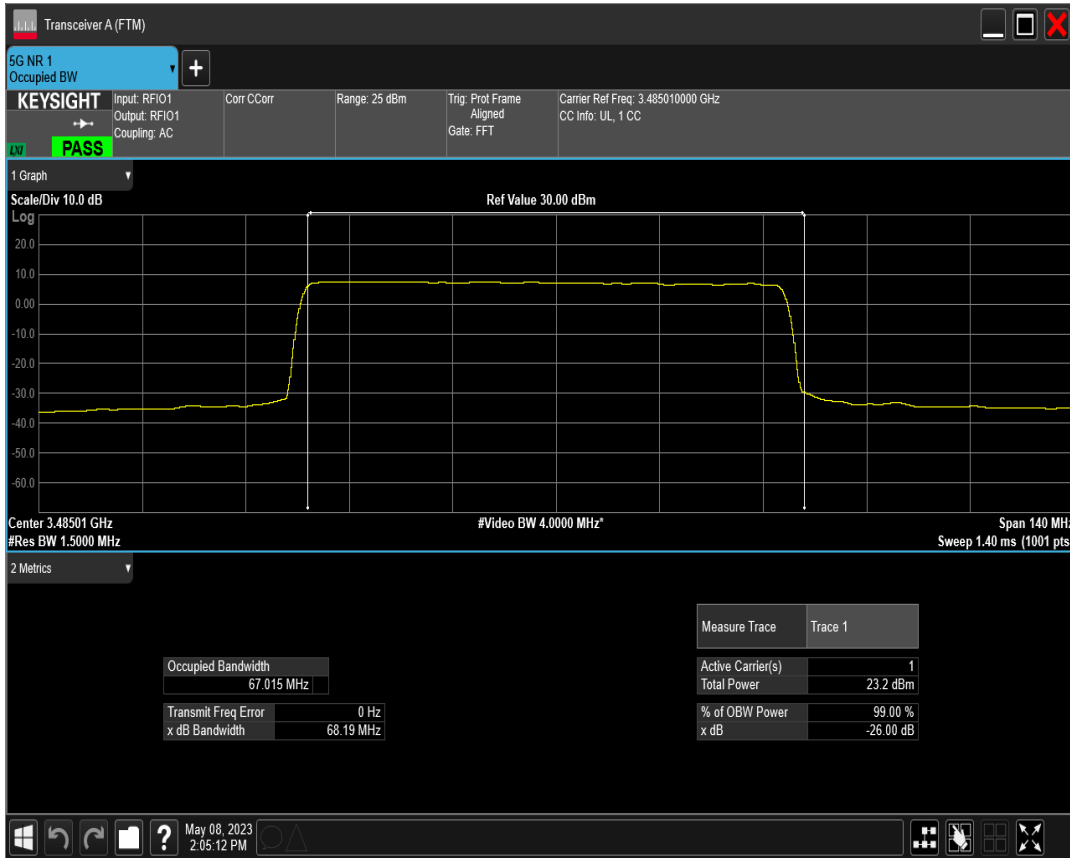 Transceiver A (FTM)
5G NR 1
Occupied BW
+
KEYSIGHT
LXI
PASS
Input: RFIO1
Output: RFIO1
Coupling: AC
Corr CCorr
Range: 25 dBm
Trig: Prot Frame
Aligned
Gate: FFT
Carrier Ref Freq: 3.485010000 GHz
CC Info: UL, 1 CC
1 Graph
Scale/Div 10.0 dB
Ref Value 30.00 dBm
Log
20.0
10.0
0.00
-10.0
-20.0
-30.0
-40.0
-50.0
-60.0
Center 3.48501 GHz
#Video BW 4.0000 MHz*
Span 140 MHz
#Res BW 1.5000 MHz
Sweep 1.40 ms (1001 pts
2 Metrics
Measure Trace Trace 1
Occupied Bandwidth
67.015 MHz
Active Carrier(s) 1
Total Power 23.2 dBm
Transmit Freq Error 0 Hz
x dB Bandwidth 68.19 MHz
% of OBW Power 99.00 %
x dB -26.00 dB
?
May 08, 2023
2:05:12 PM